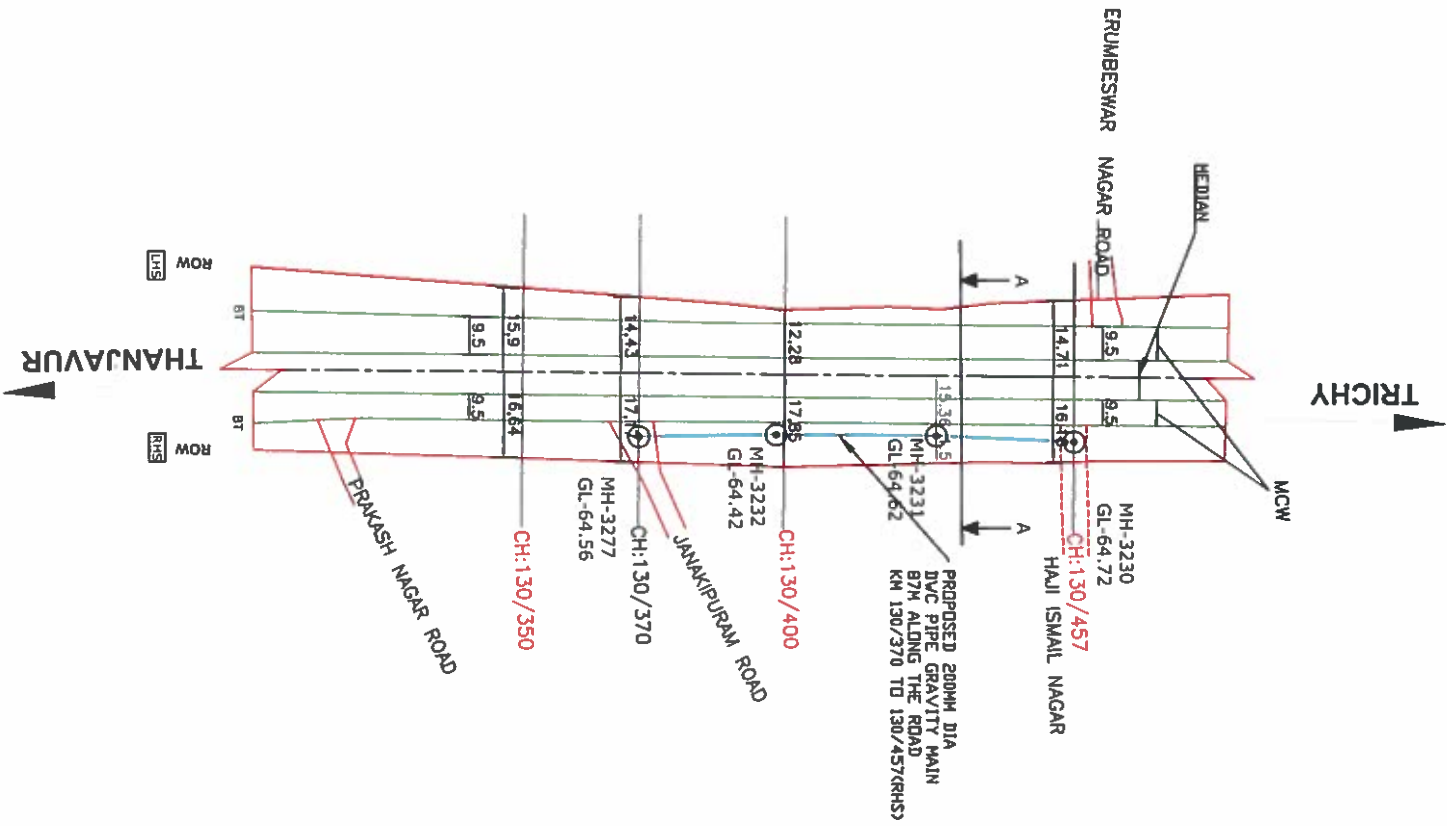 ERUMBESWAR NAGAR ROAD
MEDIAN
TRICHY
THANJAVUR
MCW
LHS
ROW
BT
BT
RHS
ROW
A
A
9.5
15.9
14.43
12.28
14.71
9.5
9.5
16.64
17.85
15.36
9.5
MH-3230
GL-64.72
CH:130/457
HAJI ISMAIL NAGAR
MH-3231
GL-64.62
MH-3232
GL-64.42
CH:130/400
JANAKIPURAM ROAD
MH-3277
GL-64.56
CH:130/370
CH:130/350
PRAKASH NAGAR ROAD
PROPOSED 200MM DIA
DWC PIPE GRAVITY MAIN
87M ALONG THE ROAD
KM 130/370 TO 130/457(RHS)